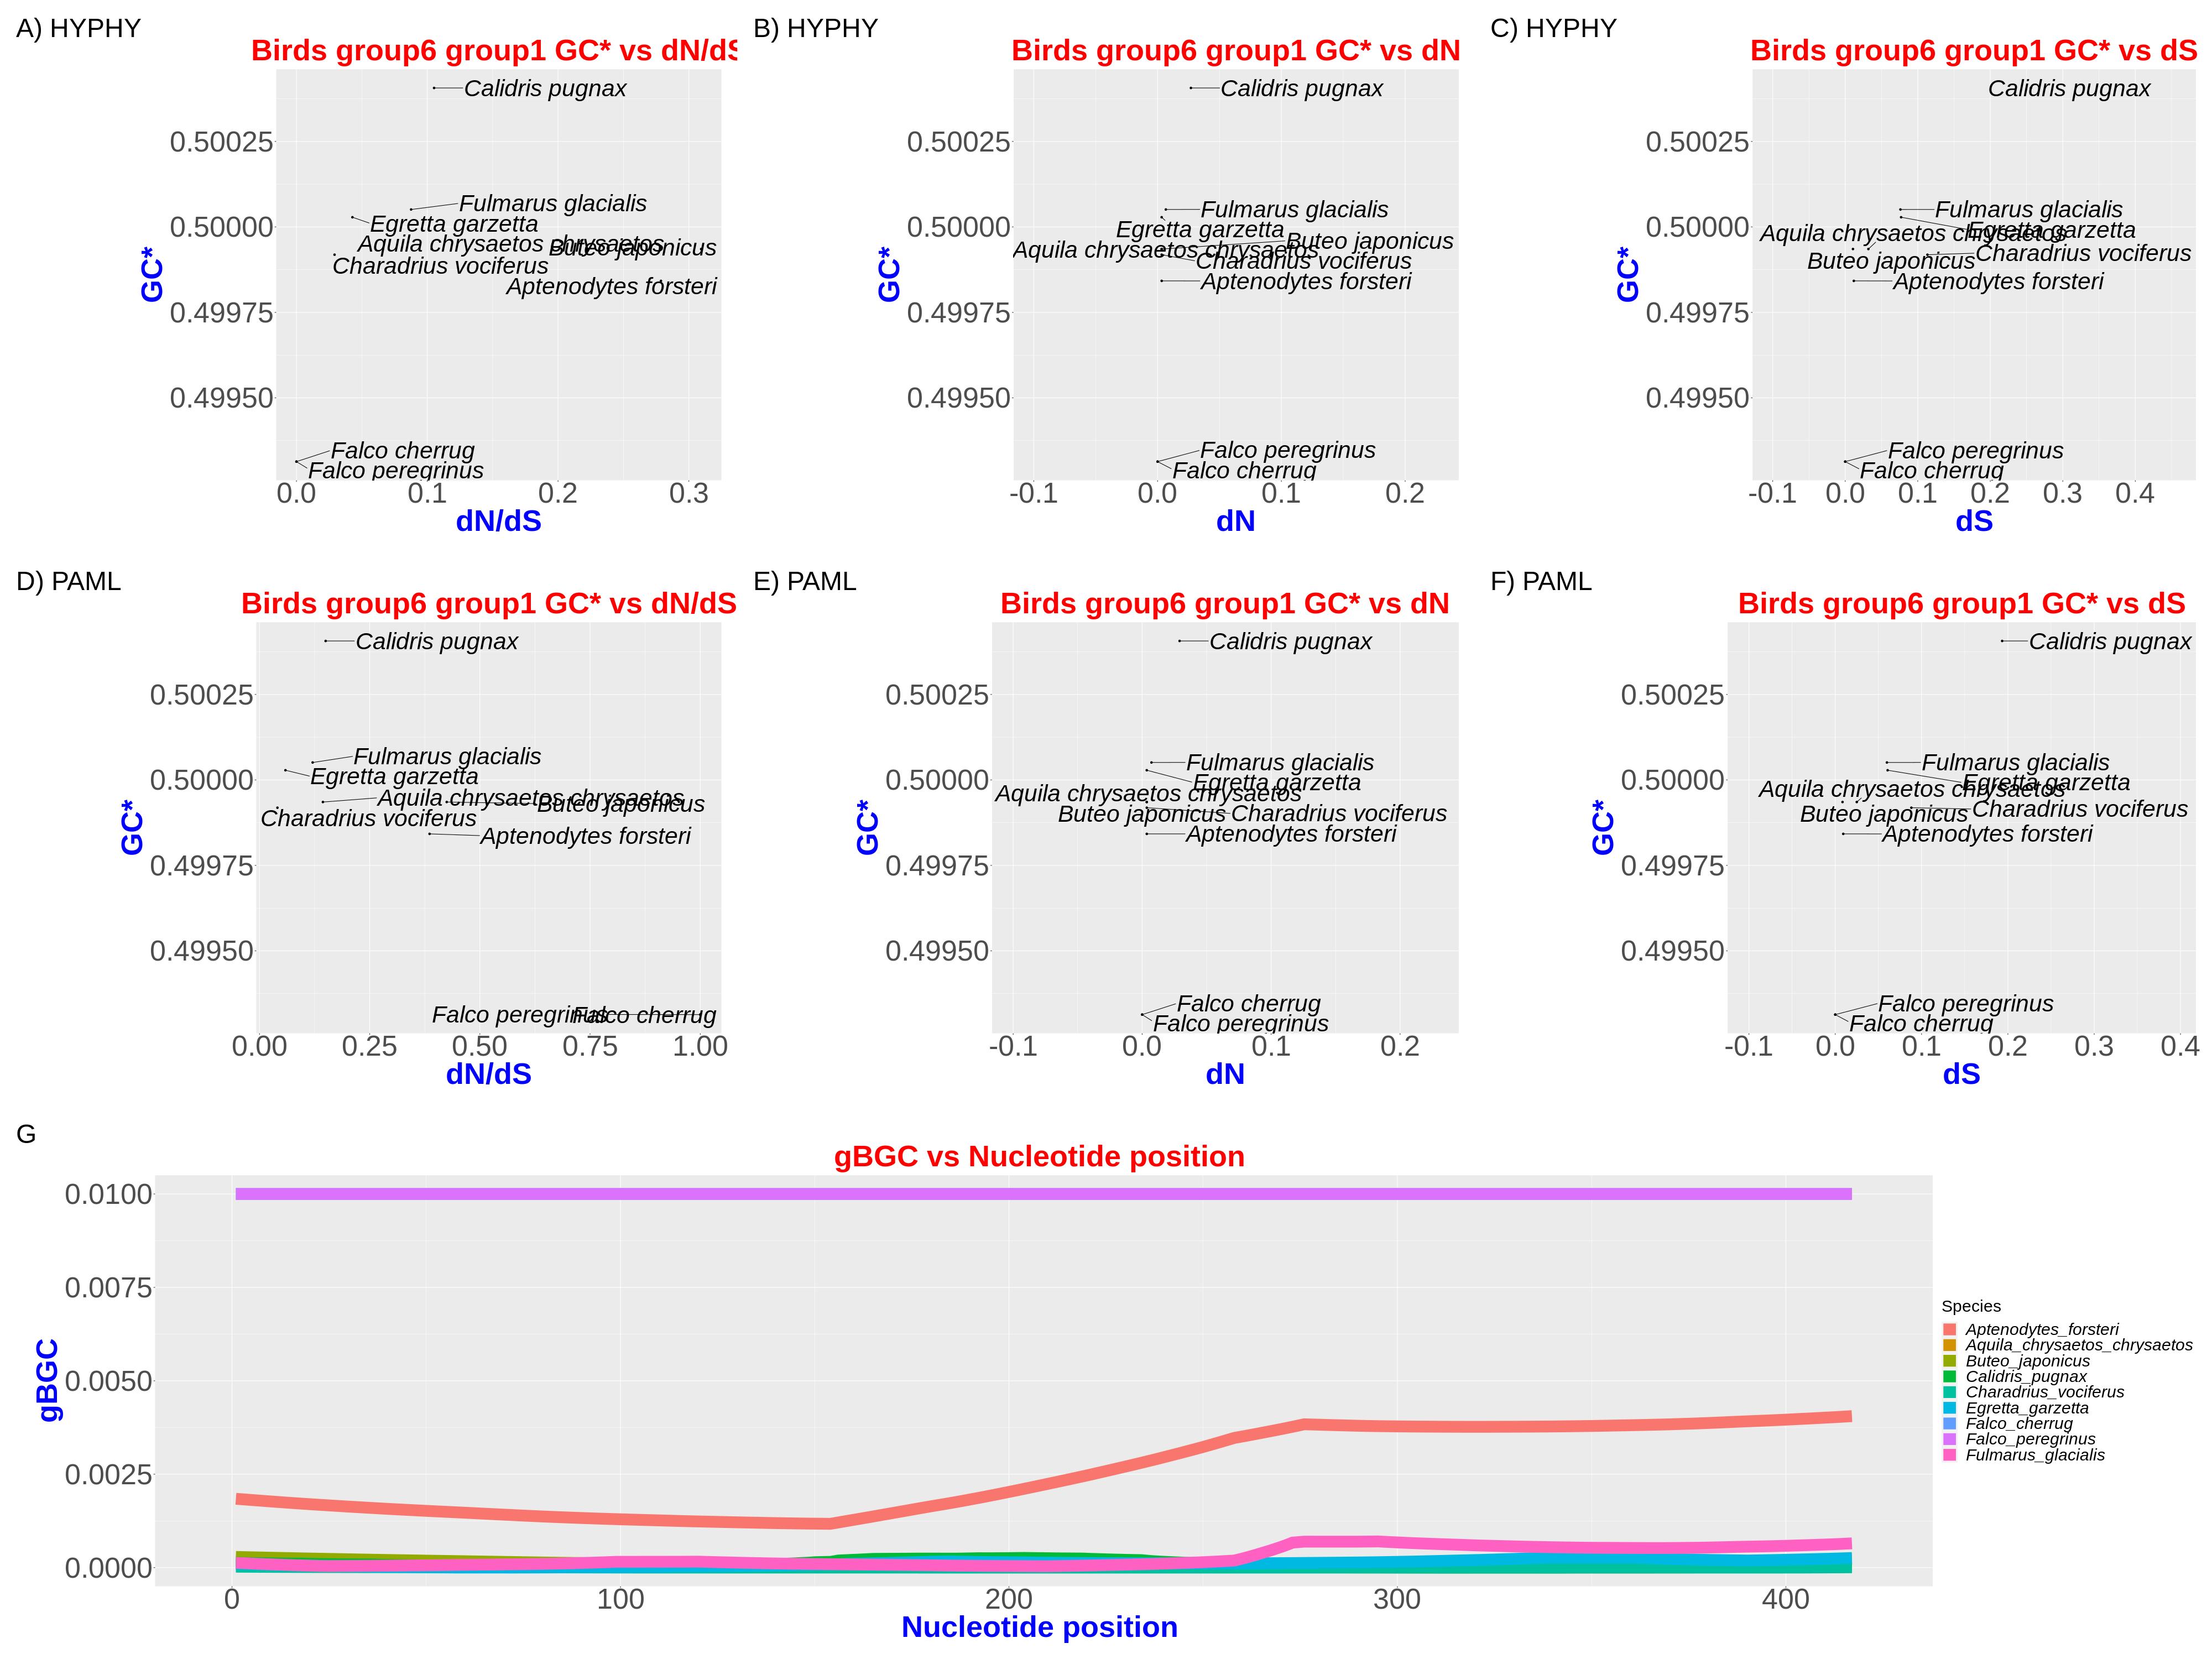 A) HYPHY
Birds group6 group1 GC* vs dN/dS
Calidris pugnax
0.50025
Fulmarus glacialis
0.50000
Egretta garzetta
Aquila chrysaetos chrysaetos
Buteo japonicus
Charadrius vociferus
Aptenodytes forsteri
0.49975
0.49950
Falco cherrug
Falco peregrinus
GC*
0.0 0.1 0.2 0.3
dN/dS
B) HYPHY
Birds group6 group1 GC* vs dN
Calidris pugnax
0.50025
Fulmarus glacialis
0.50000
Egretta garzetta
Buteo japonicus
Aquila chrysaetos chrysaetos
Charadrius vociferus
Aptenodytes forsteri
0.49975
0.49950
Falco peregrinus
Falco cherrug
GC*
-0.1 0.0 0.1 0.2
dN
C) HYPHY
Birds group6 group1 GC* vs dS
Calidris pugnax
0.50025
Fulmarus glacialis
0.50000
Egretta garzetta
Aquila chrysaetos chrysaetos
Charadrius vociferus
Buteo japonicus
Aptenodytes forsteri
0.49975
0.49950
Falco peregrinus
Falco cherrug
GC*
-0.1 0.0 0.1 0.2 0.3 0.4
dS
D) PAML
Birds group6 group1 GC* vs dN/dS
Calidris pugnax
0.50025
Fulmarus glacialis
0.50000
Egretta garzetta
Aquila chrysaetos chrysaetos
Buteo japonicus
Charadrius vociferus
Aptenodytes forsteri
0.49975
0.49950
Falco peregrinus
Falco cherrug
GC*
0.00 0.25 0.50 0.75 1.00
dN/dS
E) PAML
Birds group6 group1 GC* vs dN
Calidris pugnax
0.50025
Fulmarus glacialis
0.50000
Egretta garzetta
Aquila chrysaetos chrysaetos
Buteo japonicus
Charadrius vociferus
Aptenodytes forsteri
0.49975
0.49950
Falco cherrug
Falco peregrinus
GC*
-0.1 0.0 0.1 0.2
dN
F) PAML
Birds group6 group1 GC* vs dS
Calidris pugnax
0.50025
Fulmarus glacialis
0.50000
Egretta garzetta
Aquila chrysaetos chrysaetos
Charadrius vociferus
Buteo japonicus
Aptenodytes forsteri
0.49975
0.49950
Falco peregrinus
Falco cherrug
GC*
-0.1 0.0 0.1 0.2 0.3 0.4
dS
G
gBGC vs Nucleotide position
0.0100
0.0075
0.0050
0.0025
0.0000
gBGC
0 100 200 300 400
Nucleotide position
Species
Aptenodytes_forsteri
Aquila_chrysaetos_chrysaetos
Buteo_japonicus
Calidris_pugnax
Charadrius_vociferus
Egretta_garzetta
Falco_cherrug
Falco_peregrinus
Fulmarus_glacialis